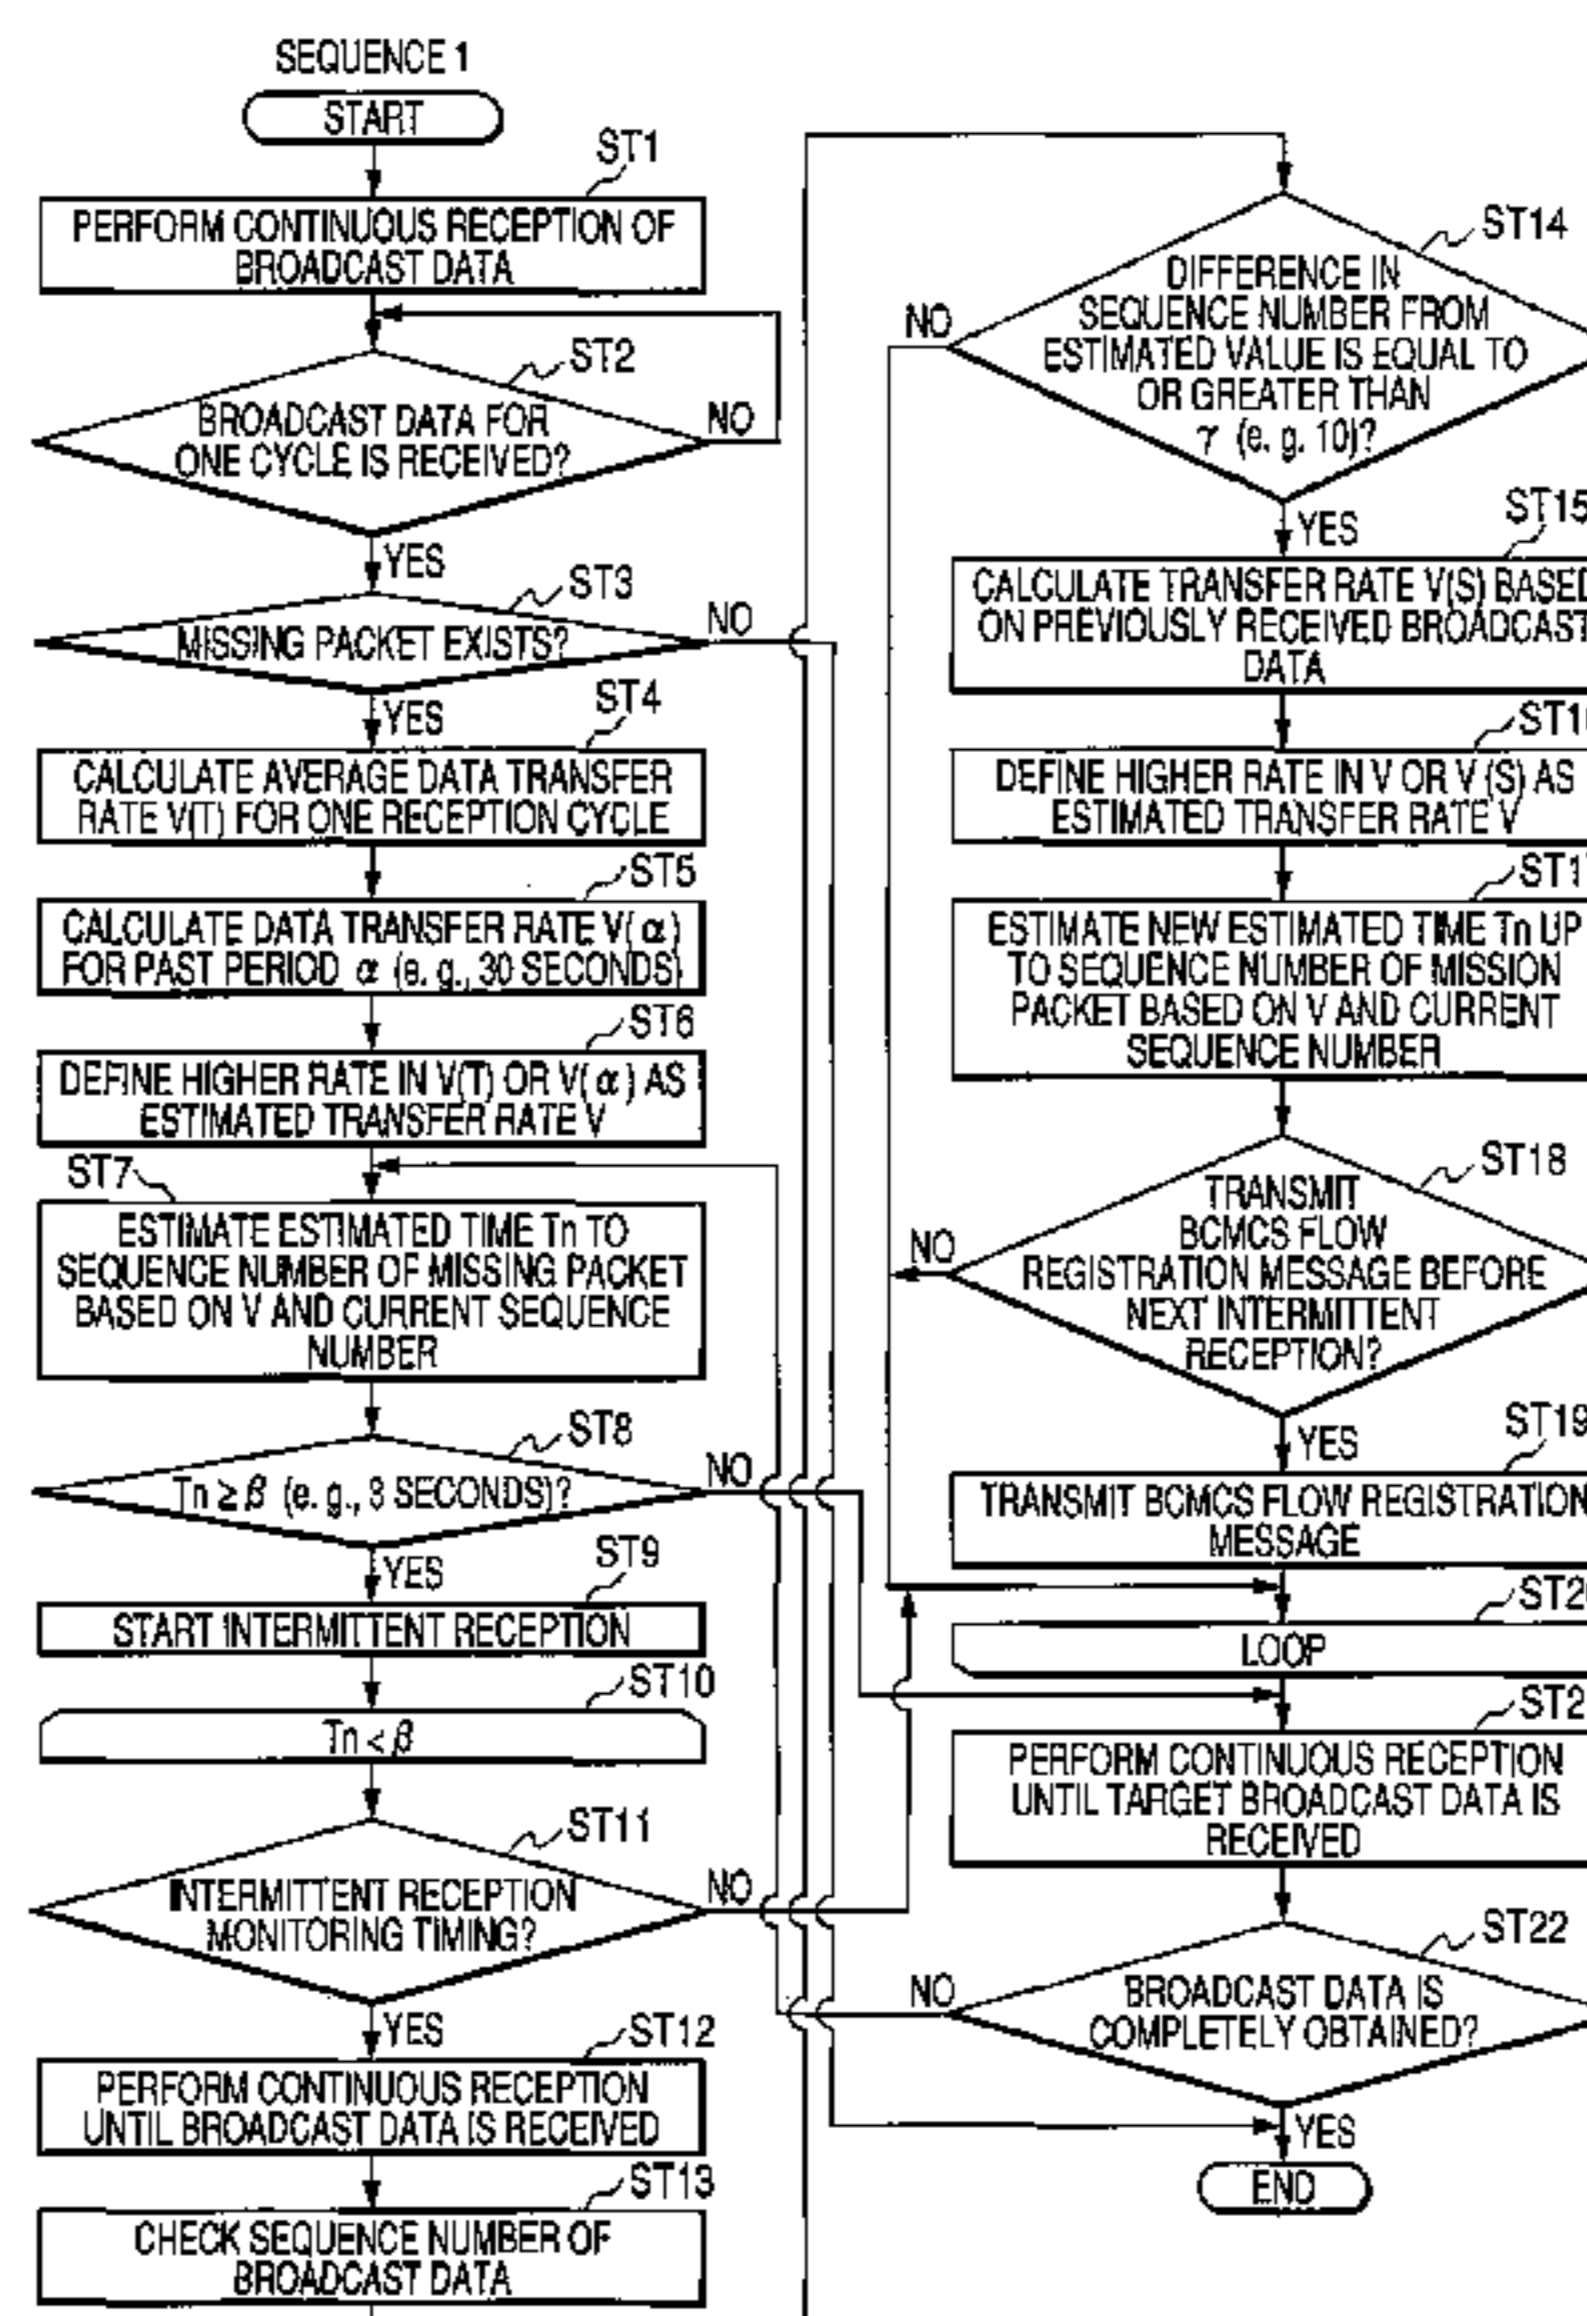 SEQUENCE 1
START
ST1
PERFORM CONTINUOUS RECEPTION OF
BROADCAST DATA
ST2
BROADCAST DATA FOR
ONE CYCLE IS RECEIVED?
NO
YES
ST3
MISSING PACKET EXISTS?
NO
YES
ST4
CALCULATE AVERAGE DATA TRANSFER
RATE V(T) FOR ONE RECEPTION CYCLE
ST5
CALCULATE DATA TRANSFER RATE V(α)
FOR PAST PERIOD α (e. g., 30 SECONDS)
ST6
DEFINE HIGHER RATE IN V(T) OR V(α) AS
ESTIMATED TRANSFER RATE V
ST7
ESTIMATE ESTIMATED TIME Tn TO
SEQUENCE NUMBER OF MISSING PACKET
BASED ON V AND CURRENT SEQUENCE
NUMBER
ST8
Tn ≥ β (e. g., 3 SECONDS)?
NO
YES
ST9
START INTERMITTENT RECEPTION
ST10
Tn < β
ST11
INTERMITTENT RECEPTION
MONITORING TIMING?
NO
YES
ST12
PERFORM CONTINUOUS RECEPTION
UNTIL BROADCAST DATA IS RECEIVED
ST13
CHECK SEQUENCE NUMBER OF
BROADCAST DATA
ST14
DIFFERENCE IN
SEQUENCE NUMBER FROM
ESTIMATED VALUE IS EQUAL TO
OR GREATER THAN
γ (e. g. 10)?
NO
YES
ST15
CALCULATE TRANSFER RATE V(S) BASED
ON PREVIOUSLY RECEIVED BROADCAST
DATA
DEFINE HIGHER RATE IN V OR V (S) AS
ESTIMATED TRANSFER RATE V
ESTIMATE NEW ESTIMATED TIME Tn UP
TO SEQUENCE NUMBER OF MISSION
PACKET BASED ON V AND CURRENT
SEQUENCE NUMBER
ST18
TRANSMIT
BCMCS FLOW
REGISTRATION MESSAGE BEFORE
NEXT INTERMITTENT
RECEPTION?
NO
YES
ST19
TRANSMIT BCMCS FLOW REGISTRATION
MESSAGE
LOOP
PERFORM CONTINUOUS RECEPTION
UNTIL TARGET BROADCAST DATA IS
RECEIVED
ST22
BROADCAST DATA IS
COMPLETELY OBTAINED?
NO
YES
END